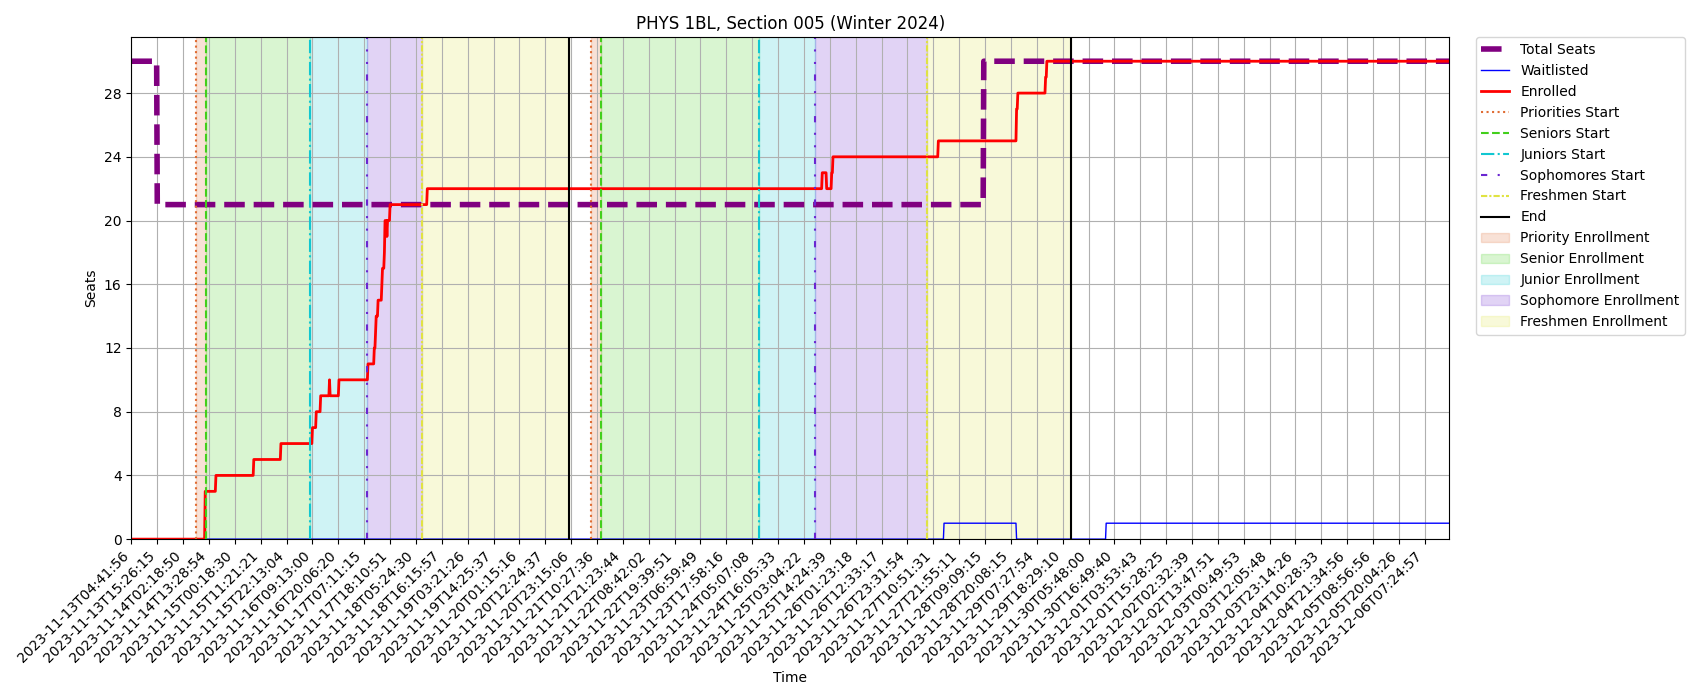 PHYS 1BL, Section 005 (Winter 2024)
Seats
28
24
20
16
12
8
4
0
2023-11-13T04:41:56
2023-11-13T15:26:15
2023-11-14T02:18:50
2023-11-14T13:28:54
2023-11-15T00:18:30
2023-11-15T11:21:21
2023-11-15T22:13:04
2023-11-16T09:13:00
2023-11-16T20:06:20
2023-11-17T07:11:15
2023-11-17T18:10:51
2023-11-18T05:24:30
2023-11-18T16:15:57
2023-11-19T03:21:26
2023-11-19T14:25:37
2023-11-20T01:15:16
2023-11-20T12:24:37
2023-11-20T23:15:06
2023-11-21T10:27:36
2023-11-21T21:23:44
2023-11-22T08:42:02
2023-11-22T19:39:51
2023-11-23T06:59:49
2023-11-23T17:58:16
2023-11-24T05:07:08
2023-11-24T16:05:33
2023-11-25T03:04:22
2023-11-25T14:24:39
2023-11-26T01:23:18
2023-11-26T12:33:17
2023-11-26T23:31:54
2023-11-27T10:51:31
2023-11-27T21:55:11
2023-11-28T09:09:15
2023-11-28T20:08:15
2023-11-29T07:27:54
2023-11-29T18:29:10
2023-11-30T05:48:00
2023-11-30T16:49:40
2023-12-01T03:53:43
2023-12-01T15:28:25
2023-12-02T02:32:39
2023-12-02T13:47:51
2023-12-03T00:49:53
2023-12-03T12:05:48
2023-12-03T23:14:26
2023-12-04T10:28:33
2023-12-04T21:34:56
2023-12-05T08:56:56
2023-12-05T20:04:26
2023-12-06T07:24:57
Time
Total Seats
Waitlisted
Enrolled
Priorities Start
Seniors Start
Juniors Start
Sophomores Start
Freshmen Start
End
Priority Enrollment
Senior Enrollment
Junior Enrollment
Sophomore Enrollment
Freshmen Enrollment